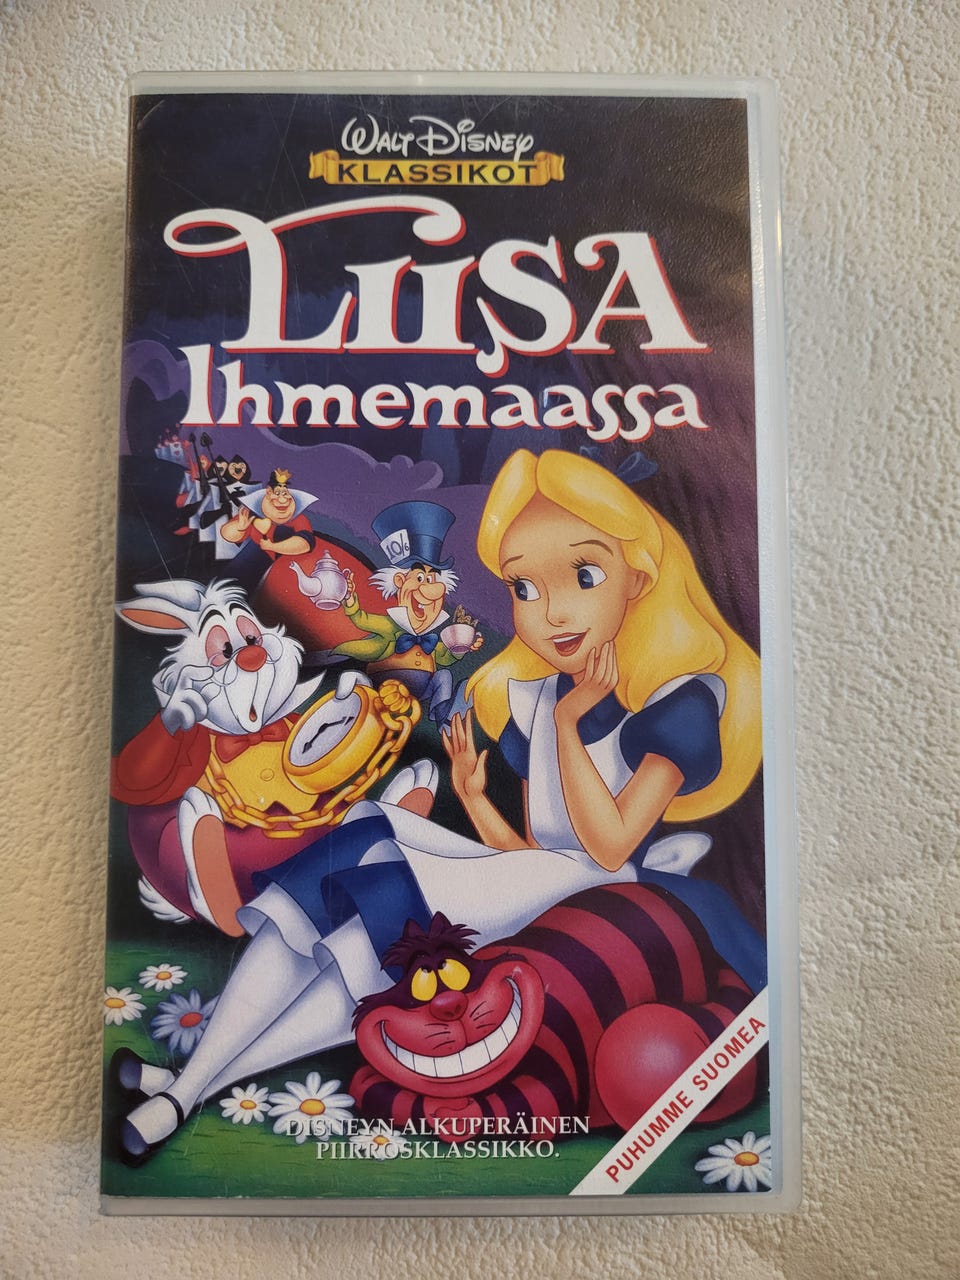 WALT DISNEY
KLASSIKOT
LIISA
Ihmemaassa
10/6
DISNEYN ALKUPERÄINEN
PIIRROSKLASSIKKO.
PUHUMME SUOMEA